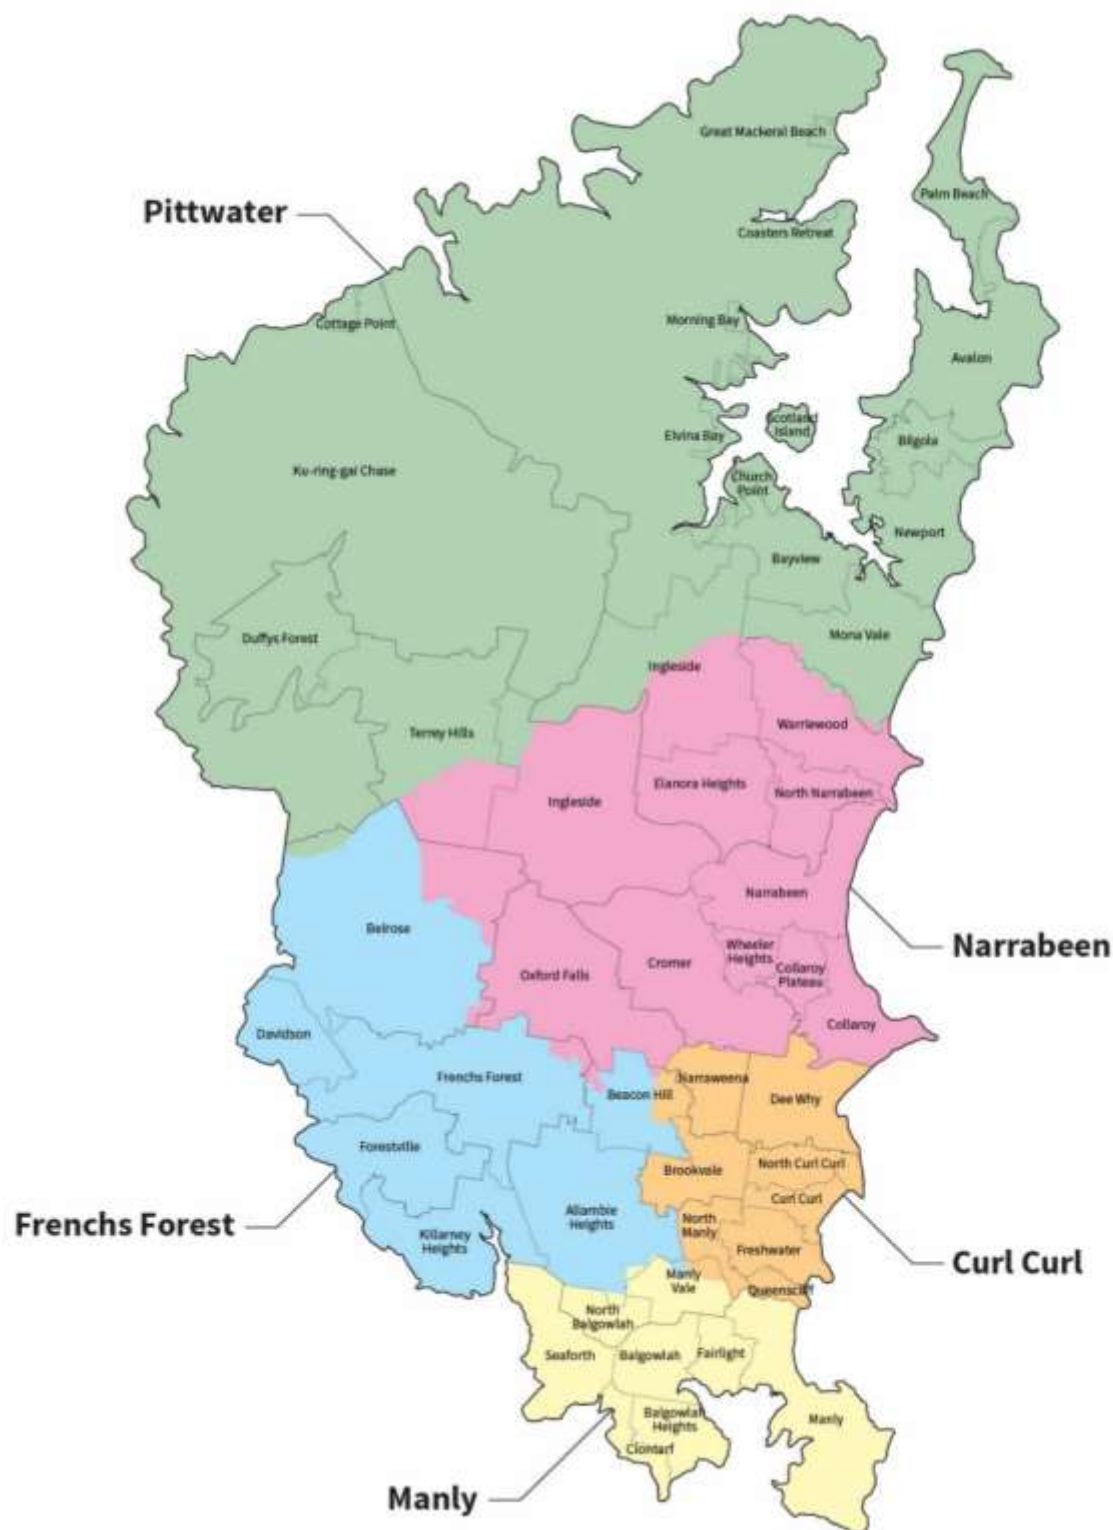 Great Mackeral Beach
Palm Beach
Pittwater
Coasters Retreat
Cottage Point
Morning Bay
Avalon
Scotland
Island
Elvina Bay
Bilgola
Ku-ring-gai Chase
Church
Point
Newport
Bayview
Duffys Forest
Mona Vale
Ingleside
Warriewood
Terrey Hills
Elanora Heights
North Narrabeen
Ingleside
Narrabeen
Belrose
Narrabeen
Wheeler
Heights
Cromer
Collaroy
Plateau
Oxford Falls
Collaroy
Davidson
Frenchs Forest
Narraweena
Beacon Hill
Dee Why
Forestville
North Curl Curl
Brookvale
Curl Curl
Allambie
Heights
North
Manly
Frenchs Forest
Killarney
Heights
Freshwater
Curl Curl
Manly
Vale
Queenscliff
North
Balgowlah
Seaforth
Balgowlah
Fairlight
Balgowlah
Heights
Manly
Clontarf
Manly